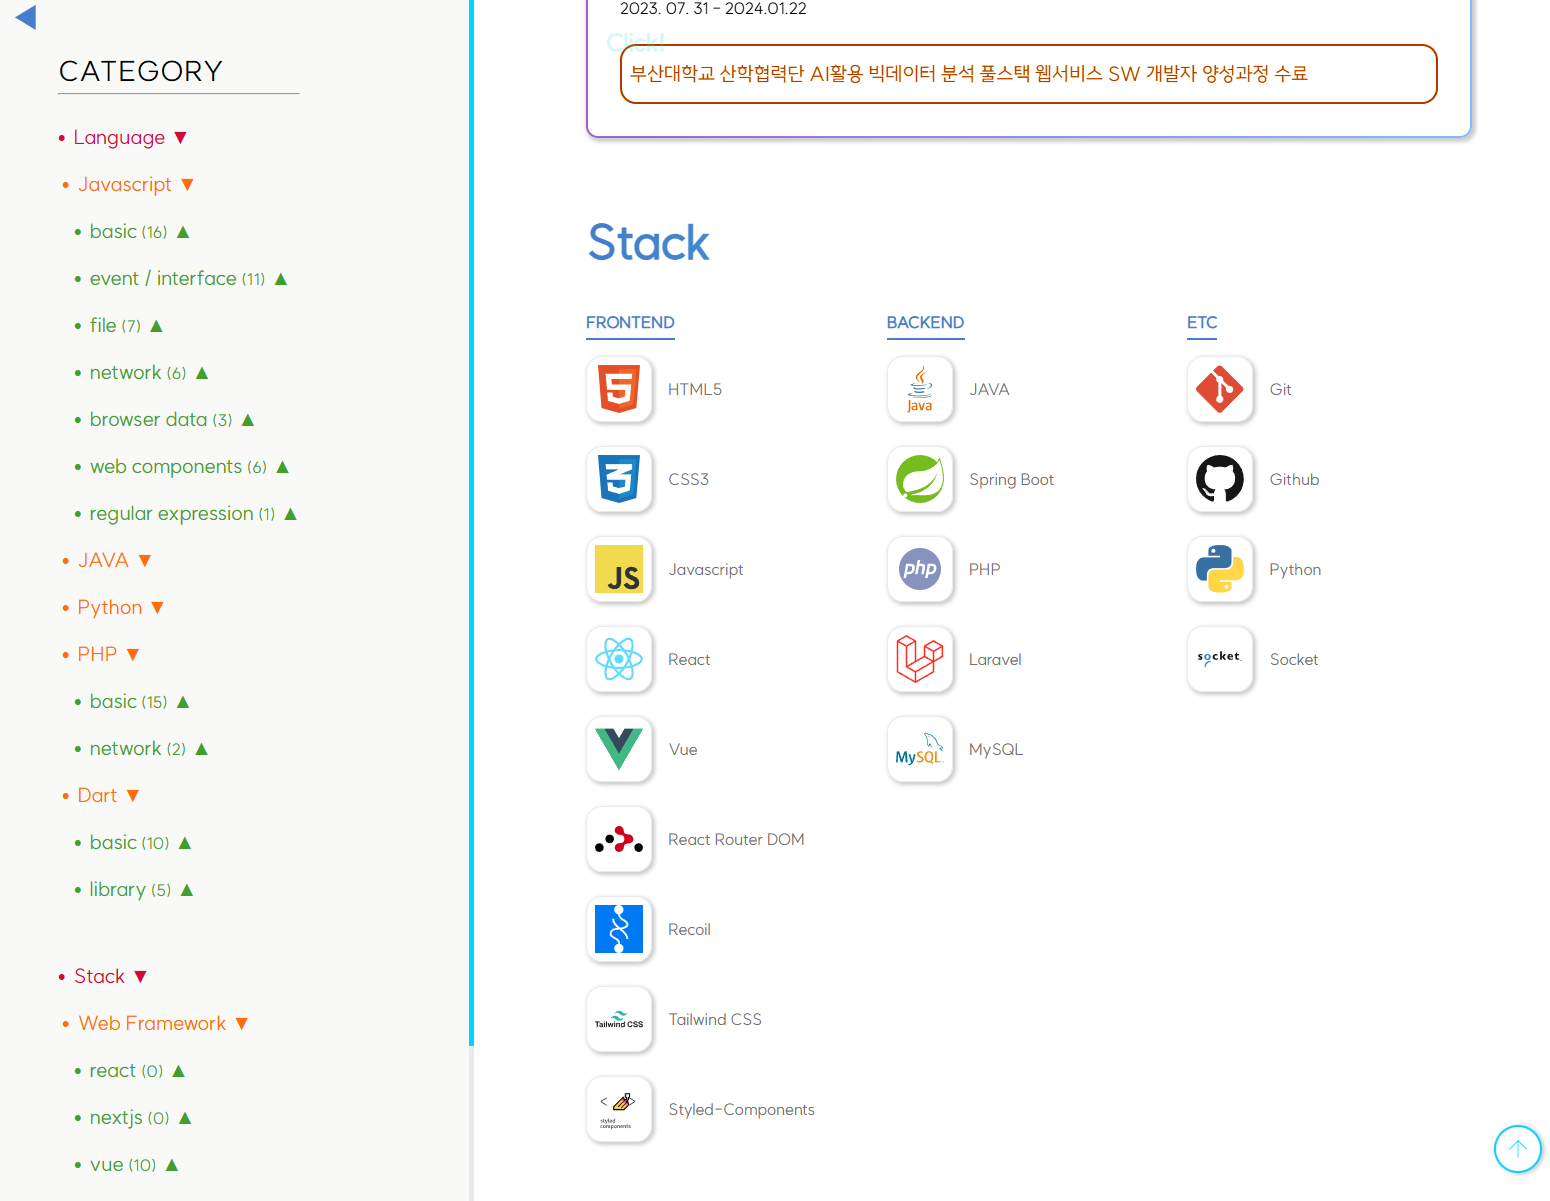 CATEGORY
• Language ▼
• Javascript ▼
• basic (16) ▲
• event / interface (11) ▲
• file (7) ▲
• network (6) ▲
• browser data (3) ▲
• web components (6) ▲
• regular expression (1) ▲
• JAVA ▼
• Python ▼
• PHP ▼
• basic (15) ▲
• network (2) ▲
• Dart ▼
• basic (10) ▲
• library (5) ▲
• Stack ▼
• Web Framework ▼
• react (0) ▲
• nextjs (0) ▲
• vue (10) ▲
2023. 07. 31 - 2024.01.22
Click!
부산대학교 산학협력단 AI활용 빅데이터 분석 풀스택 웹서비스 SW 개발자 양성과정 수료
Stack
FRONTEND
HTML5
CSS3
JS
Javascript
React
Vue
React Router DOM
Recoil
Tailwind CSS
Tailwind CSS
styled
components
Styled-Components
BACKEND
Java
JAVA
Spring Boot
php
PHP
Laravel
MySQL
MySQL
ETC
Git
Github
Python
socket
Socket